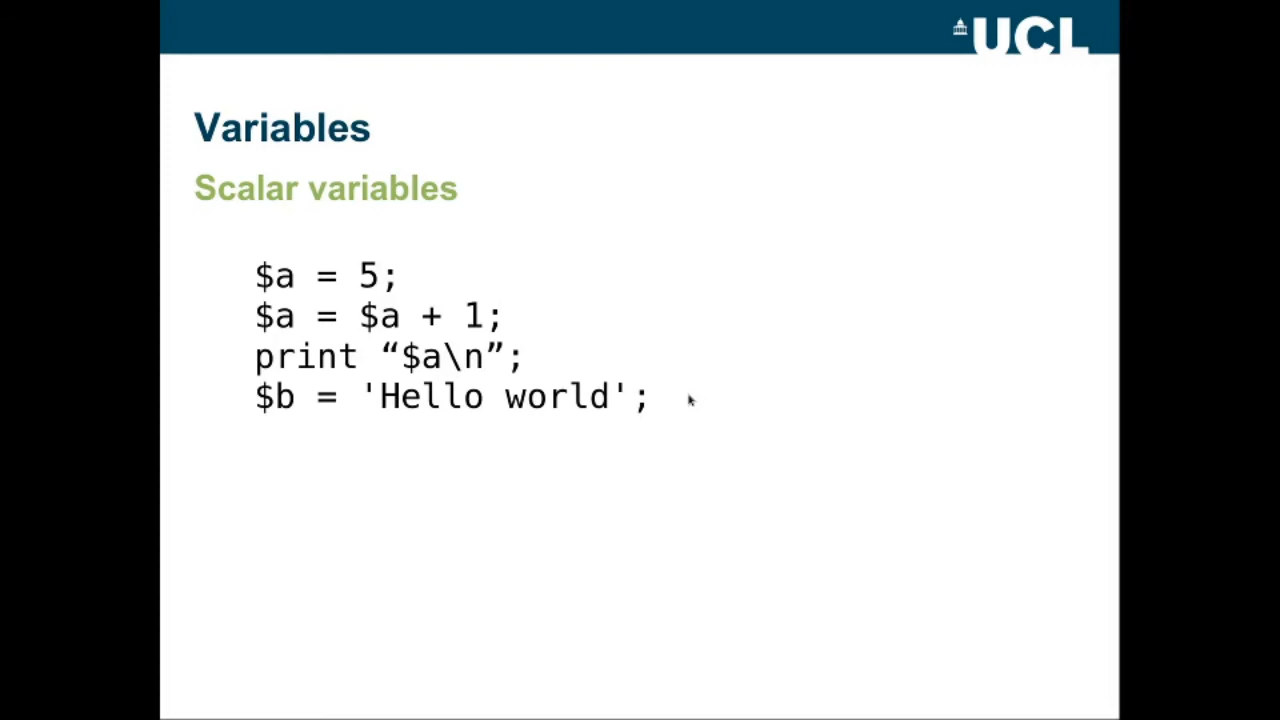 UCL
Variables
Scalar variables
$a = 5;
$a = $a + 1;
print “$a\n”;
$b = 'Hello world';